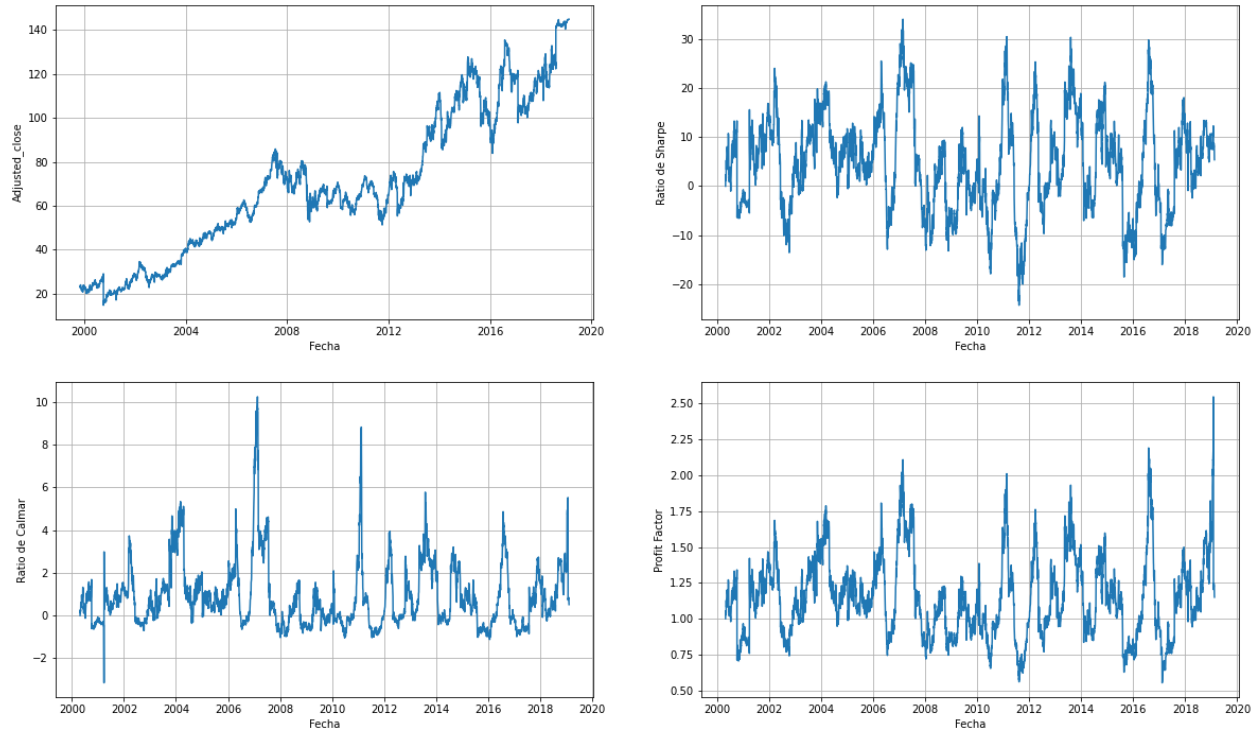 Adjusted_close
140
120
100
80
60
40
20
2000 2004 2008 2012 2016 2020
Fecha
Ratio de Sharpe
30
20
10
0
−10
−20
2000 2002 2004 2006 2008 2010 2012 2014 2016 2018 2020
Fecha
Ratio de Calmar
10
8
6
4
2
0
−2
2000 2002 2004 2006 2008 2010 2012 2014 2016 2018 2020
Fecha
Profit Factor
2.50
2.25
2.00
1.75
1.50
1.25
1.00
0.75
0.50
2000 2002 2004 2006 2008 2010 2012 2014 2016 2018 2020
Fecha